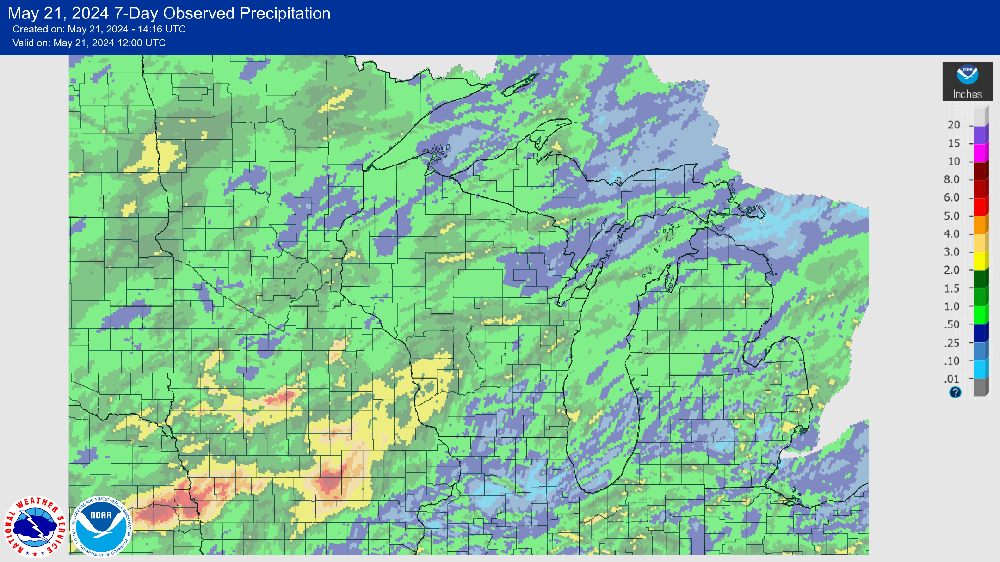 May 21, 2024 7-Day Observed Precipitation
Created on: May 21, 2024 - 14:16 UTC
Valid on: May 21, 2024 12:00 UTC
NOAA
Inches
20
15
10
8.0
6.0
5.0
4.0
3.0
2.0
1.5
1.0
.50
.25
.10
.01
?
NATIONAL WEATHER SERVICE
NATIONAL OCEANIC AND ATMOSPHERIC ADMINISTRATION
NOAA
U.S. DEPARTMENT OF COMMERCE